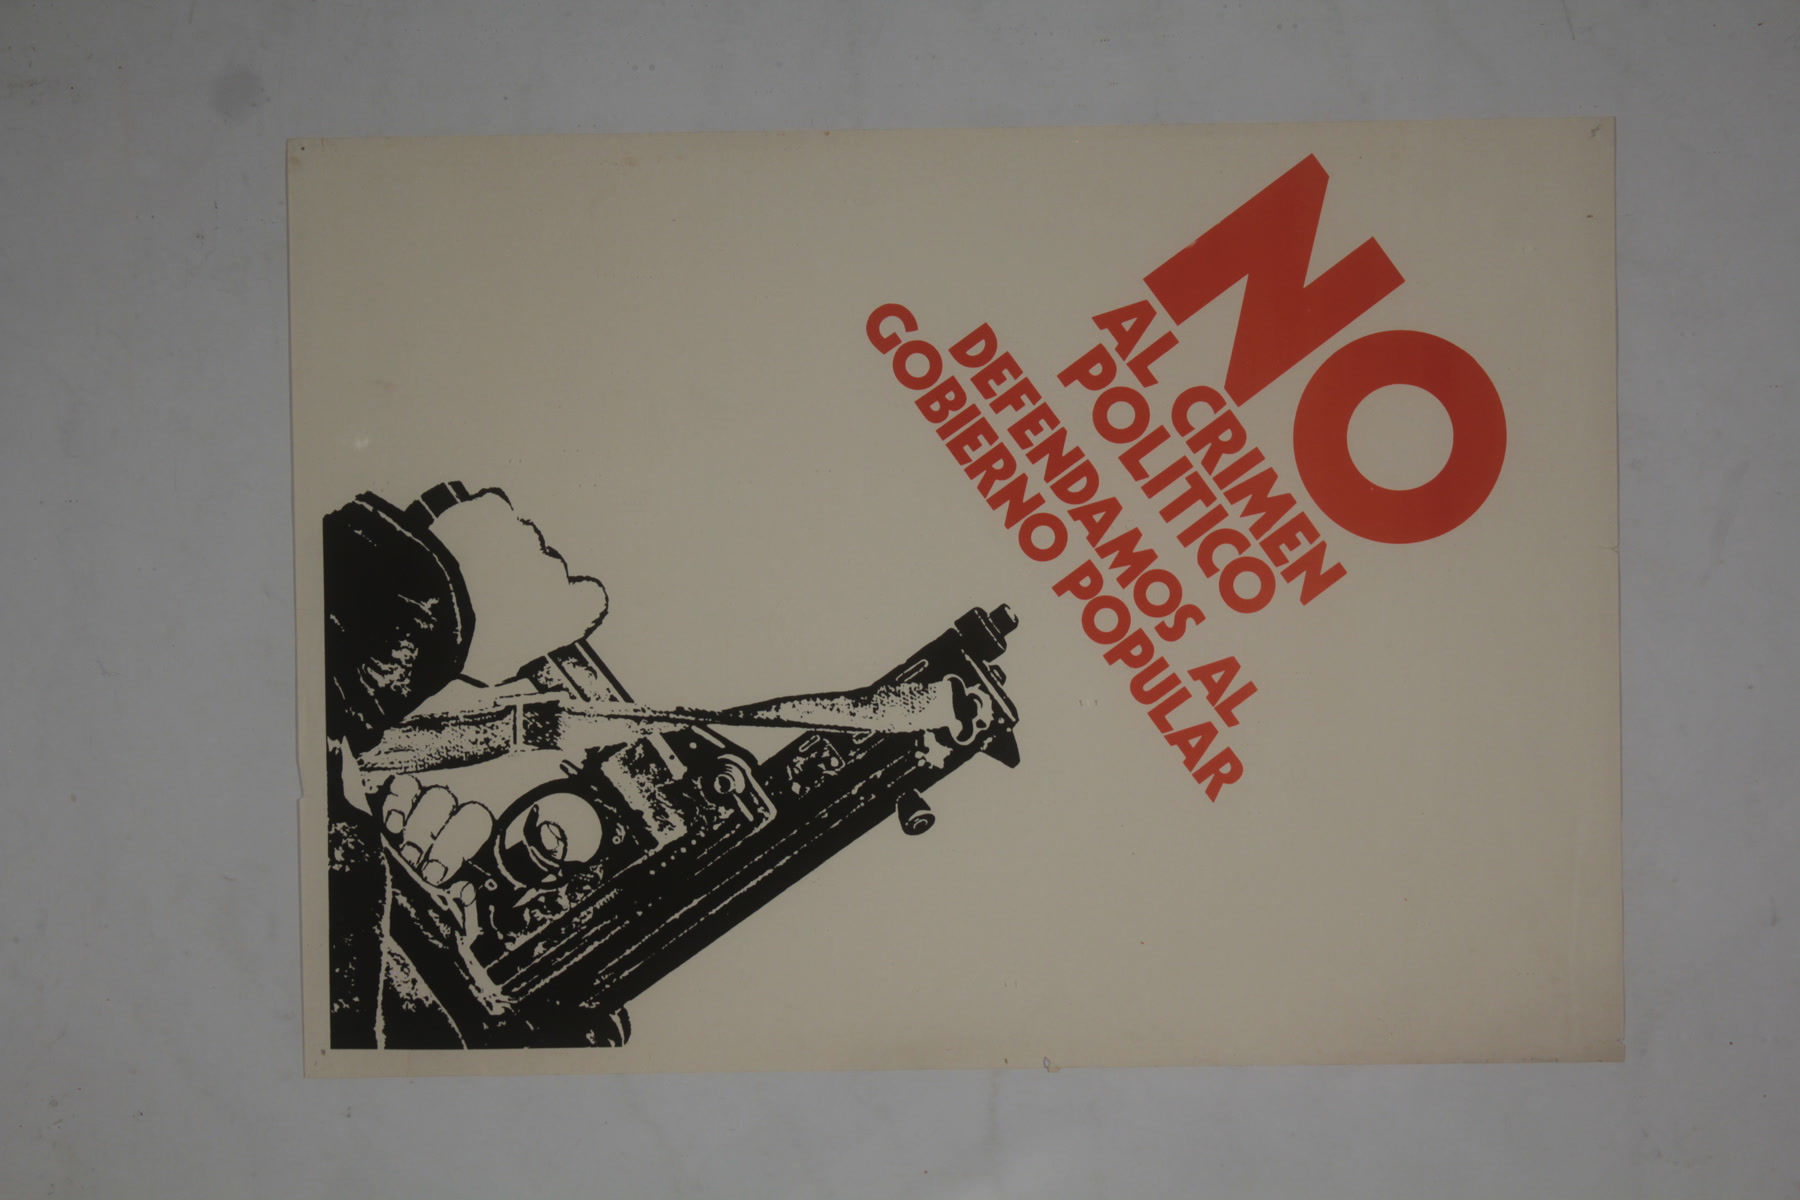 NO
AL CRIMEN
POLITICO
DEFENDAMOS AL
GOBIERNO POPULAR